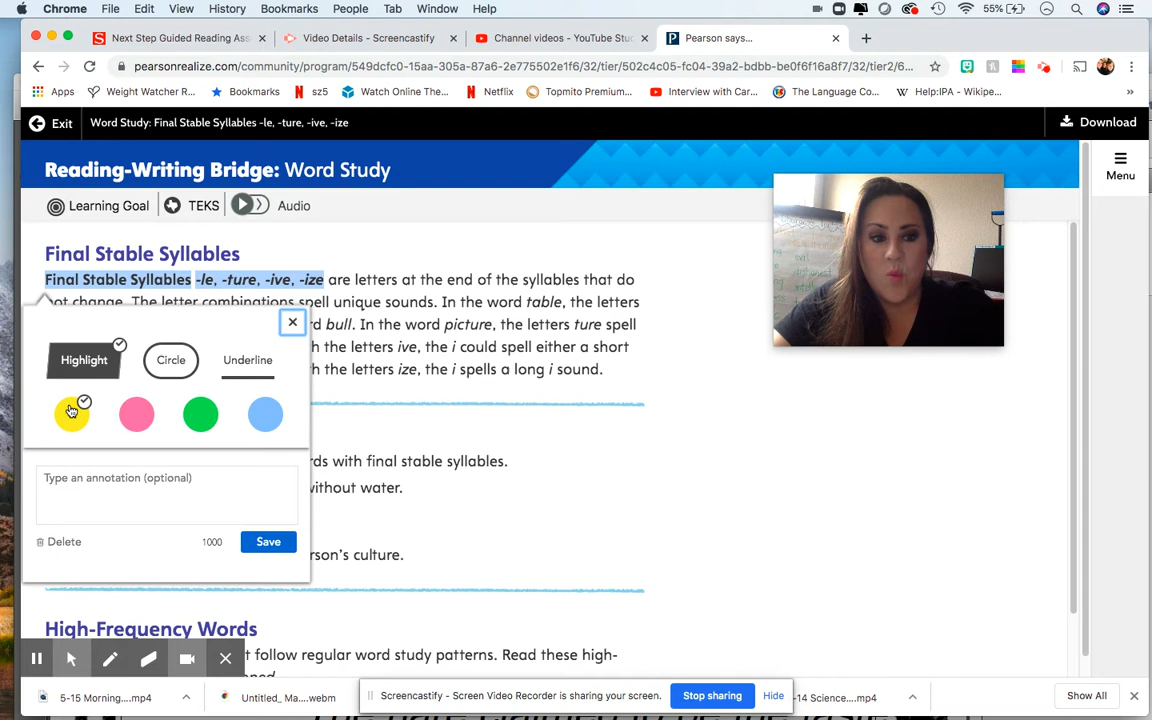 Chrome File Edit View History Bookmarks People Tab Window Help 55%
Next Step Guided Reading Ass Video Details - Screencastify Channel videos - YouTube Stud Pearson says...
pearsonrealize.com/community/program/549dcfc0-15aa-305a-87a6-2e775502e1f6/32/tier/502c4c05-fc04-39a2-bdbb-be0f6f16a8f7/32/tier2/6...
Apps Weight Watcher R... Bookmarks sz5 Watch Online The... Netflix Topmito Premium... Interview with Car... The Language Co... Help:IPA - Wikipe... »
Exit Word Study: Final Stable Syllables -le, -ture, -ive, -ize Download
Reading-Writing Bridge: Word Study
Menu
Learning Goal TEKS Audio
Final Stable Syllables
Final Stable Syllables -le, -ture, -ive, -ize are letters at the end of the syllables that do
not change. The letter combinations spell unique sounds. In the word table, the letters
rd bull. In the word picture, the letters ture spell
h the letters ive, the i could spell either a short
h the letters ize, the i spells a long i sound.
Highlight Circle Underline
rds with final stable syllables.
Type an annotation (optional)
without water.
Delete 1000 Save
rson's culture.
High-Frequency Words
t follow regular word study patterns. Read these high-
5-15 Morning....mp4 Untitled_ Ma....webm Screencastify - Screen Video Recorder is sharing your screen. Stop sharing Hide -14 Science....mp4 Show All